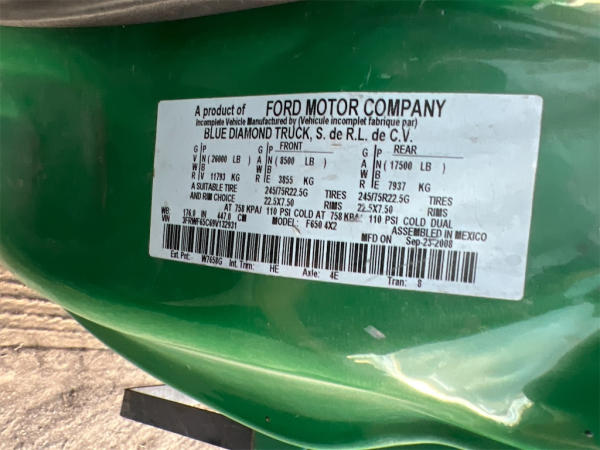 A product of FORD MOTOR COMPANY
Incomplete Vehicle Manufactured by (Vehicule incomplet fabrique par)
BLUE DIAMOND TRUCK, S. de R.L. de C.V.
G P FRONT G P REAR
V N (26000 LB) A N (8500 LB) A N (17500 LB)
W B W B W B
R V 11793 KG R E 3855 KG R E 7937 KG
A SUITABLE TIRE 245/75R22.5G TIRES 245/75R22.5G TIRES
AND RIM CHOICE 22.5X7.50 22.5X7.50
AT 758 KPA/ 110 PSI COLD AT 758 KPA/ 110 PSI COLD DUAL
WB: 176.0 IN 447.0 CM MODEL: F650 4X2 ASSEMBLED IN MEXICO
VIN: 3FRWF65C49V132931 MFD ON Sep-23-2008
Ext. Pnt: W7658G Int. Trim: HE Axle: 4E Tran: 8